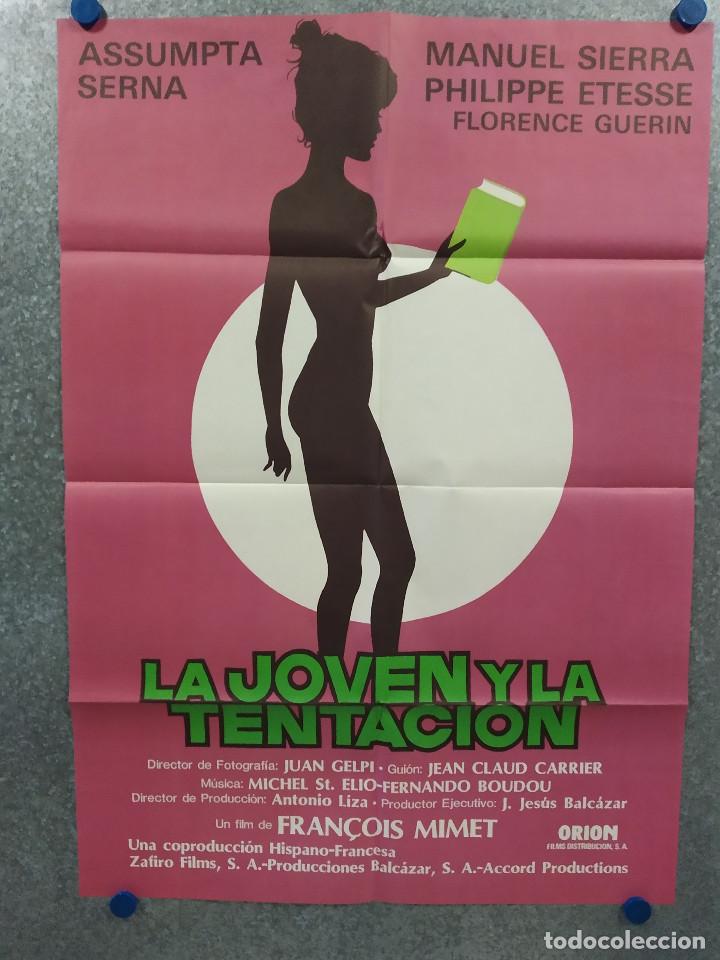 ASSUMPTA
SERNA
MANUEL SIERRA
PHILIPPE ETESSE
FLORENCE GUERIN
LA JOVEN Y LA
TENTACION
Director de Fotografía: JUAN GELPI • Guión: JEAN CLAUD CARRIER
Música: MICHEL St. ELIO-FERNANDO BOUDOU
Director de Producción: Antonio Liza • Productor Ejecutivo: J. Jesús Balcázar
Un film de FRANÇOIS MIMET
ORION
FILMS DISTRIBUCION, S.A.
Una coproducción Hispano-Francesa
Zafiro Films, S. A.-Producciones Balcázar, S. A.-Accord Productions
todocoleccion